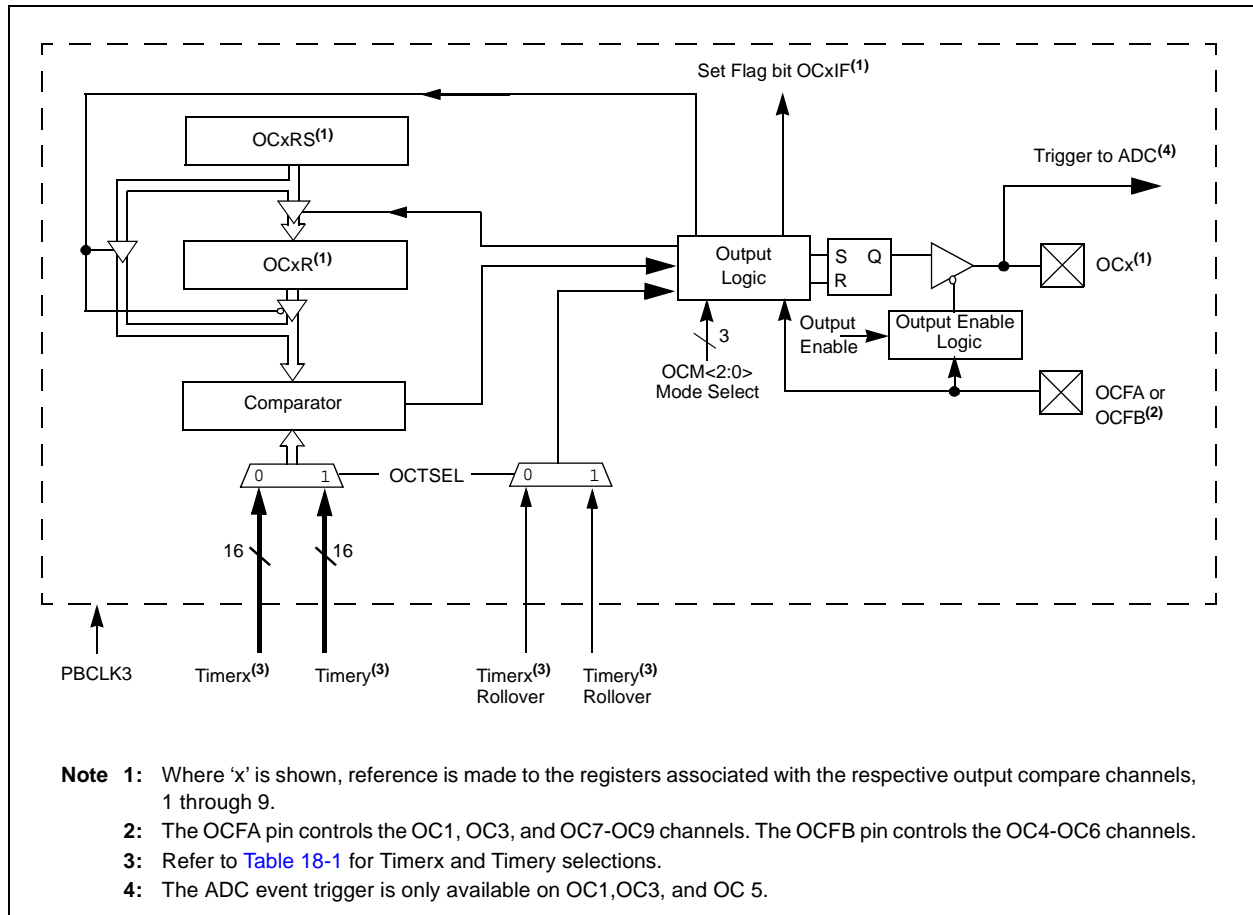 Set Flag bit OCxIF(1)
OCxRS(1)
Trigger to ADC(4)
OCxR(1)
Output
Logic
S Q
R
OCx(1)
Output
Enable
Output Enable
Logic
3
OCM<2:0>
Mode Select
Comparator
OCFA or
OCFB(2)
0 1
OCTSEL
0 1
16
16
PBCLK3
Timerx(3)
Timery(3)
Timerx(3)
Rollover
Timery(3)
Rollover
Note 1: Where ‘x’ is shown, reference is made to the registers associated with the respective output compare channels,
1 through 9.
2: The OCFA pin controls the OC1, OC3, and OC7-OC9 channels. The OCFB pin controls the OC4-OC6 channels.
3: Refer to Table 18-1 for Timerx and Timery selections.
4: The ADC event trigger is only available on OC1,OC3, and OC 5.